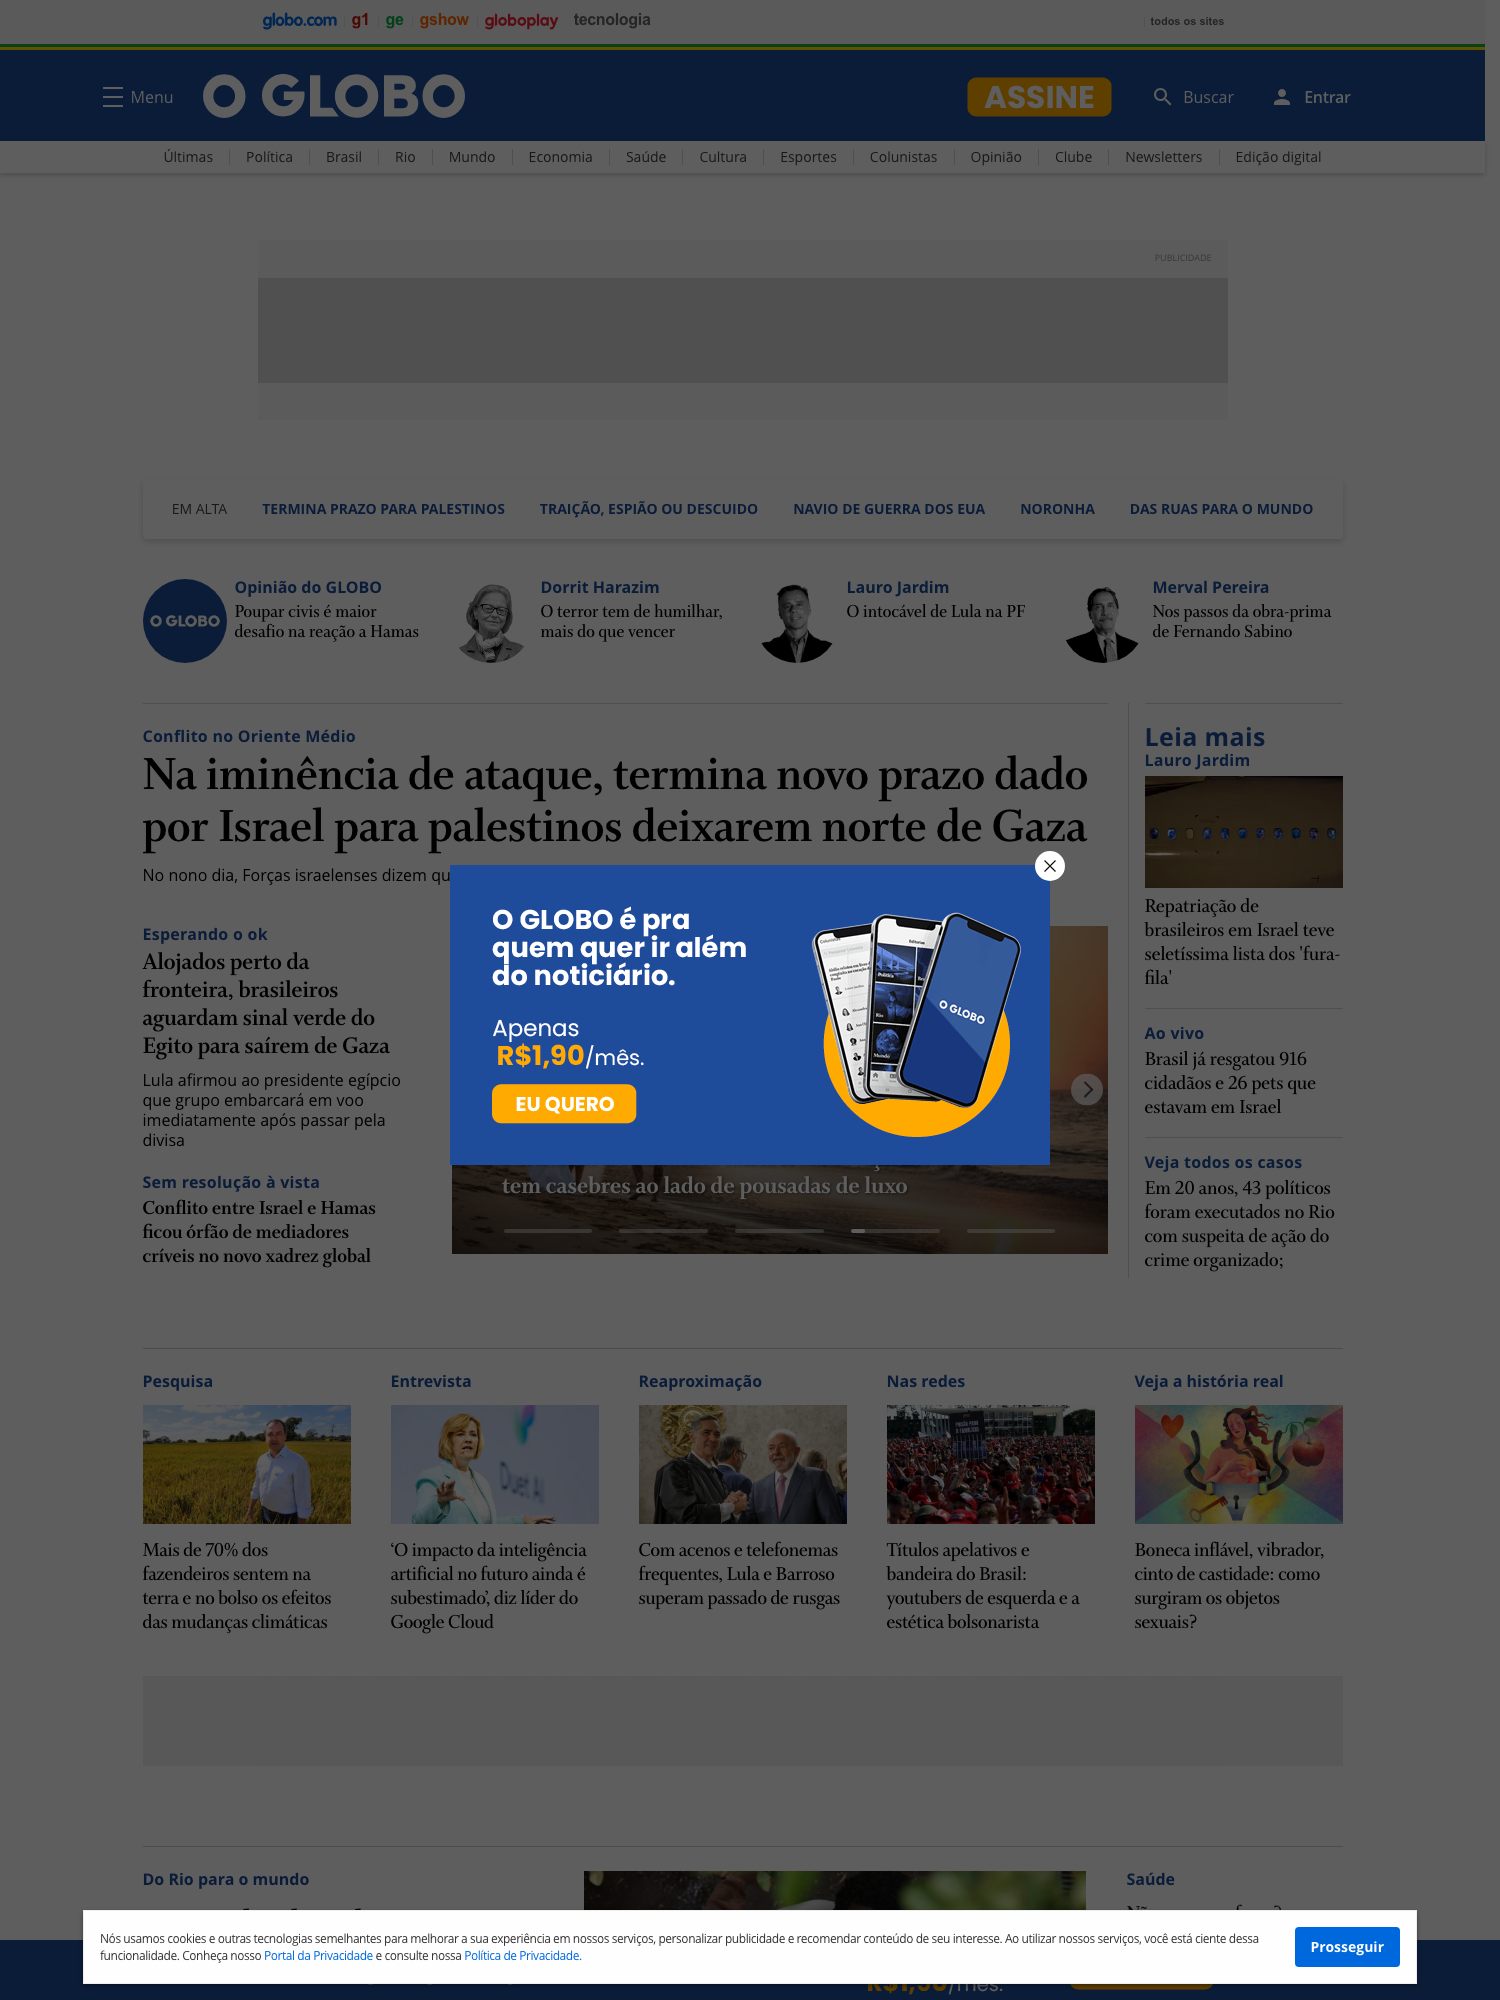 globo.com g1 ge gshow globoplay tecnologia todos os sites
Menu O GLOBO ASSINE Buscar Entrar
Últimas Política Brasil Rio Mundo Economia Saúde Cultura Esportes Colunistas Opinião Clube Newsletters Edição digital
PUBLICIDADE
EM ALTA TERMINA PRAZO PARA PALESTINOS TRAIÇÃO, ESPIÃO OU DESCUIDO NAVIO DE GUERRA DOS EUA NORONHA DAS RUAS PARA O MUNDO
O GLOBO
Opinião do GLOBO
Poupar civis é maior
desafio na reação a Hamas
Dorrit Harazim
O terror tem de humilhar,
mais do que vencer
Lauro Jardim
O intocável de Lula na PF
Merval Pereira
Nos passos da obra-prima
de Fernando Sabino
Conflito no Oriente Médio
Na iminência de ataque, termina novo prazo dado
por Israel para palestinos deixarem norte de Gaza
No nono dia, Forças israelenses dizem qu
Esperando o ok
Alojados perto da
fronteira, brasileiros
aguardam sinal verde do
Egito para saírem de Gaza
Lula afirmou ao presidente egípcio
que grupo embarcará em voo
imediatamente após passar pela
divisa
Sem resolução à vista
Conflito entre Israel e Hamas
ficou órfão de mediadores
críveis no novo xadrez global
O GLOBO é pra
quem quer ir além
do noticiário.
Apenas
R$1,90/mês.
EU QUERO
Política
Rio
Mundo
O GLOBO
tem casebres ao lado de pousadas de luxo
Leia mais
Lauro Jardim
Repatriação de
brasileiros em Israel teve
seletíssima lista dos 'fura-
fila'
Ao vivo
Brasil já resgatou 916
cidadãos e 26 pets que
estavam em Israel
Veja todos os casos
Em 20 anos, 43 políticos
foram executados no Rio
com suspeita de ação do
crime organizado;
Pesquisa
Mais de 70% dos
fazendeiros sentem na
terra e no bolso os efeitos
das mudanças climáticas
Entrevista
Duet AI
‘O impacto da inteligência
artificial no futuro ainda é
subestimado’, diz líder do
Google Cloud
Reaproximação
Com acenos e telefonemas
frequentes, Lula e Barroso
superam passado de rusgas
Nas redes
Títulos apelativos e
bandeira do Brasil:
youtubers de esquerda e a
estética bolsonarista
Veja a história real
Boneca inflável, vibrador,
cinto de castidade: como
surgiram os objetos
sexuais?
Do Rio para o mundo
Saúde
Nós usamos cookies e outras tecnologias semelhantes para melhorar a sua experiência em nossos serviços, personalizar publicidade e recomendar conteúdo de seu interesse. Ao utilizar nossos serviços, você está ciente dessa
funcionalidade. Conheça nosso Portal da Privacidade e consulte nossa Política de Privacidade.
Prosseguir
R$1,90/mês.